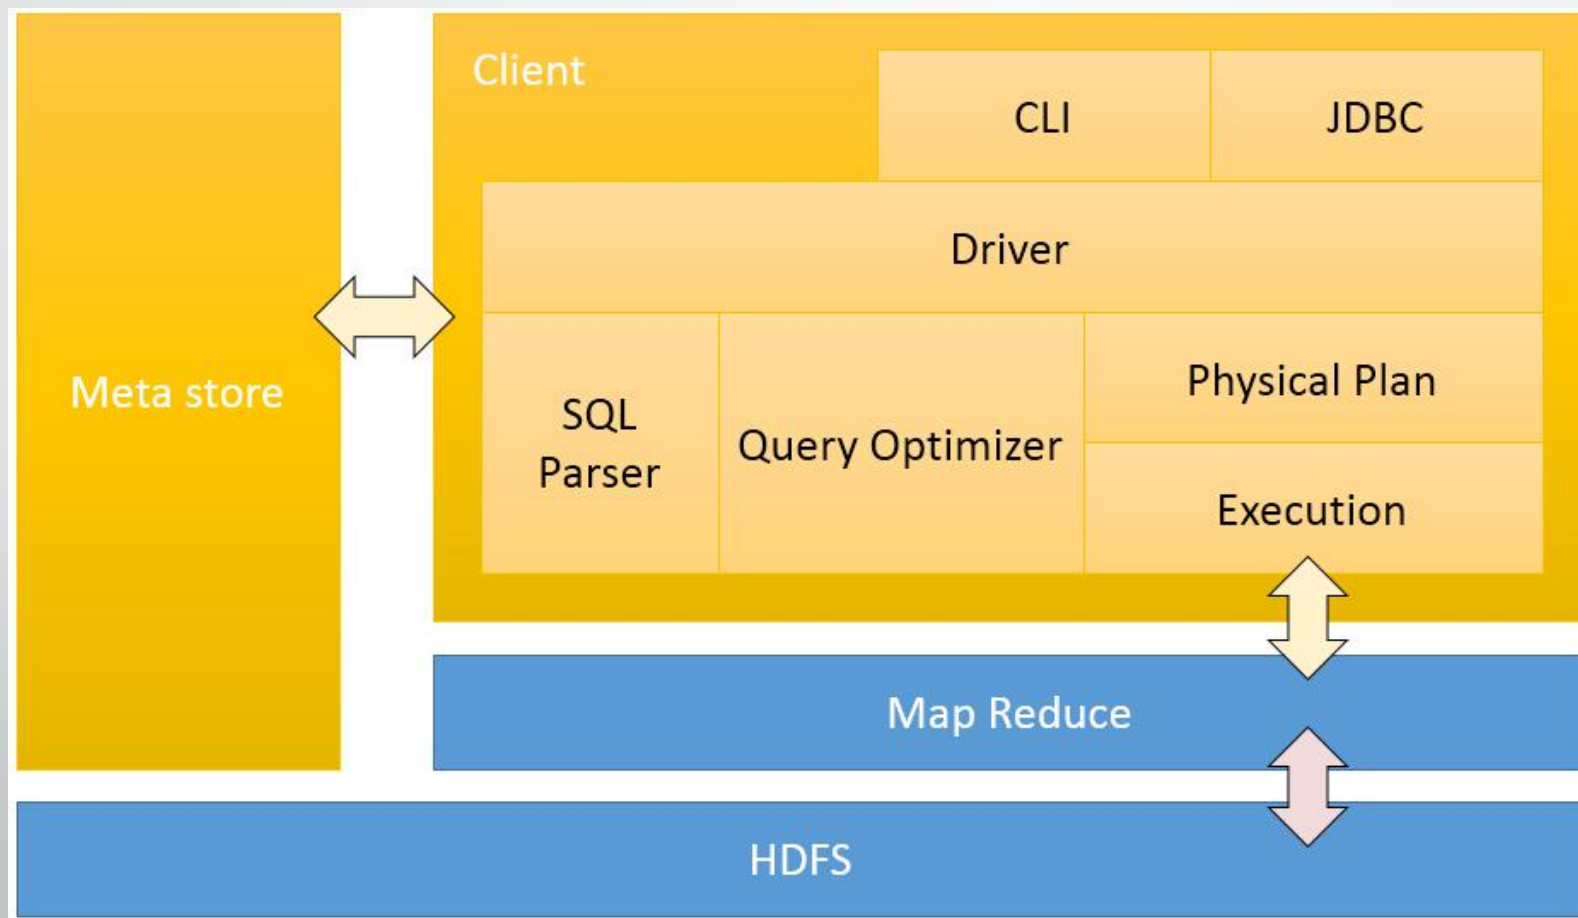 Client
CLI
JDBC
Driver
Meta store
SQL
Parser
Query Optimizer
Physical Plan
Execution
Map Reduce
HDFS